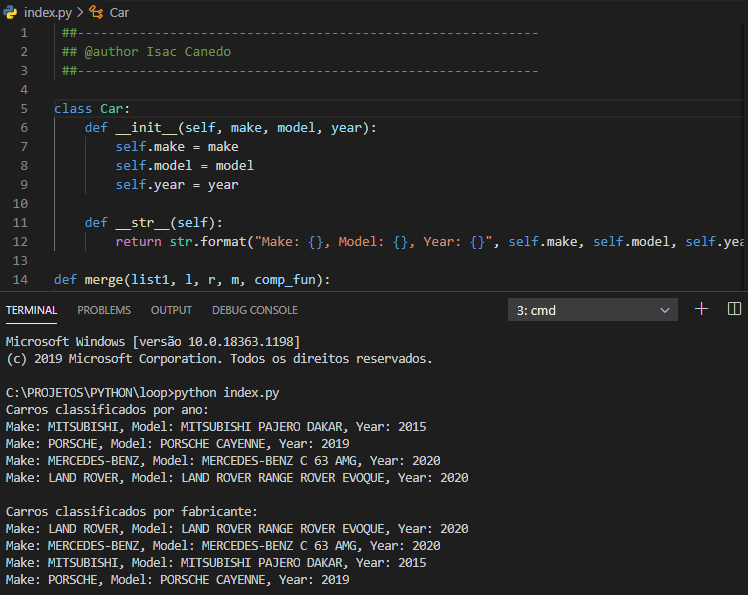 index.py > Car
1 ##------------------------------------------------------------
2 ## @author Isac Canedo
3 ##------------------------------------------------------------
4
5 class Car:
6 def __init__(self, make, model, year):
7 self.make = make
8 self.model = model
9 self.year = year
10
11 def __str__(self):
12 return str.format("Make: {}, Model: {}, Year: {}", self.make, self.model, self.yea
13
14 def merge(list1, l, r, m, comp_fun):
TERMINAL PROBLEMS OUTPUT DEBUG CONSOLE 3: cmd
Microsoft Windows [versão 10.0.18363.1198]
(c) 2019 Microsoft Corporation. Todos os direitos reservados.
C:\PROJETOS\PYTHON\loop>python index.py
Carros classificados por ano:
Make: MITSUBISHI, Model: MITSUBISHI PAJERO DAKAR, Year: 2015
Make: PORSCHE, Model: PORSCHE CAYENNE, Year: 2019
Make: MERCEDES-BENZ, Model: MERCEDES-BENZ C 63 AMG, Year: 2020
Make: LAND ROVER, Model: LAND ROVER RANGE ROVER EVOQUE, Year: 2020
Carros classificados por fabricante:
Make: LAND ROVER, Model: LAND ROVER RANGE ROVER EVOQUE, Year: 2020
Make: MERCEDES-BENZ, Model: MERCEDES-BENZ C 63 AMG, Year: 2020
Make: MITSUBISHI, Model: MITSUBISHI PAJERO DAKAR, Year: 2015
Make: PORSCHE, Model: PORSCHE CAYENNE, Year: 2019